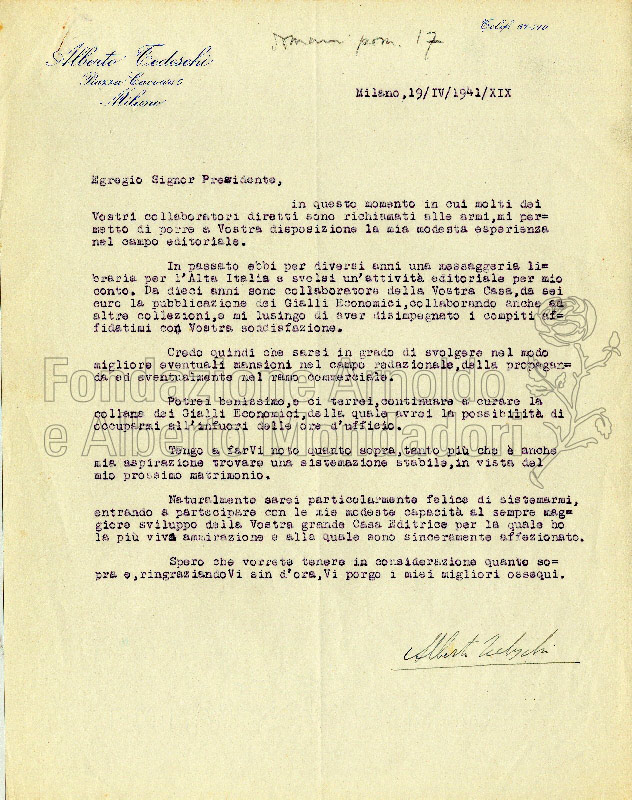 domani pom. 17
Alberto Tedeschi
Piazza Cavour 5
Milano
Milano,19/IV/1941/XIX
Egregio Signor Presidente,
in questo momento in cui molti dei
Vostri collaboratori diretti sono richiamati alle armi,mi per=
metto di porre a Vostra disposizione la mia modesta esperienza
nel campo editoriale.
In passato ebbi per diversi anni una messaggeria li=
braria per l'Alta Italia e svolsi un'attività editoriale per mio
conto. Da dieci anni sono collaboratore della Vostra Casa,da sei
curo la pubblicazione dei Gialli Economici,collaborando anche ad
altre collezioni,e mi lusingo di aver disimpegnato i compiti af=
fidatimi con Vostra soddisfazione.
Credo quindi che sarei in grado di svolgere nel modo
migliore eventuali mansioni nel campo redazionale,della propagan=
da ed eventualmente nel ramo commerciale.
Potrei benissimo,e ci terrei,continuare a curare la
collana dei Gialli Economici,della quale avrei la possibilità di
occuparmi all'infuori delle ore d'ufficio.
Tengo a farVi noto quanto sopra,tanto più che è anche
mia aspirazione trovare una sistemazione stabile,in vista del
mio prossimo matrimonio.
Naturalmente sarei particolarmente felice di sistemarmi,
entrando a partecipare con le mie modeste capacità al sempre mag=
giore sviluppo della Vostra grande Casa Editrice per la quale ho
la più viva ammirazione e alla quale sono sinceramente affezionato.
Spero che vorrete tenere in considerazione quanto so=
pra e,ringraziandoVi sin d'ora,Vi porgo i miei migliori ossequi.
Alberto Tedeschi
Fondazione Arnoldo
e Alberto Mondadori